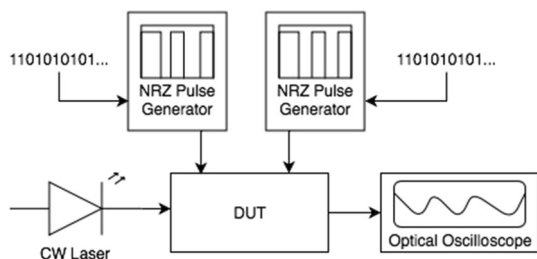 1101010101...
NRZ Pulse
Generator
NRZ Pulse
Generator
1101010101...
DUT
CW Laser
Optical Oscilloscope